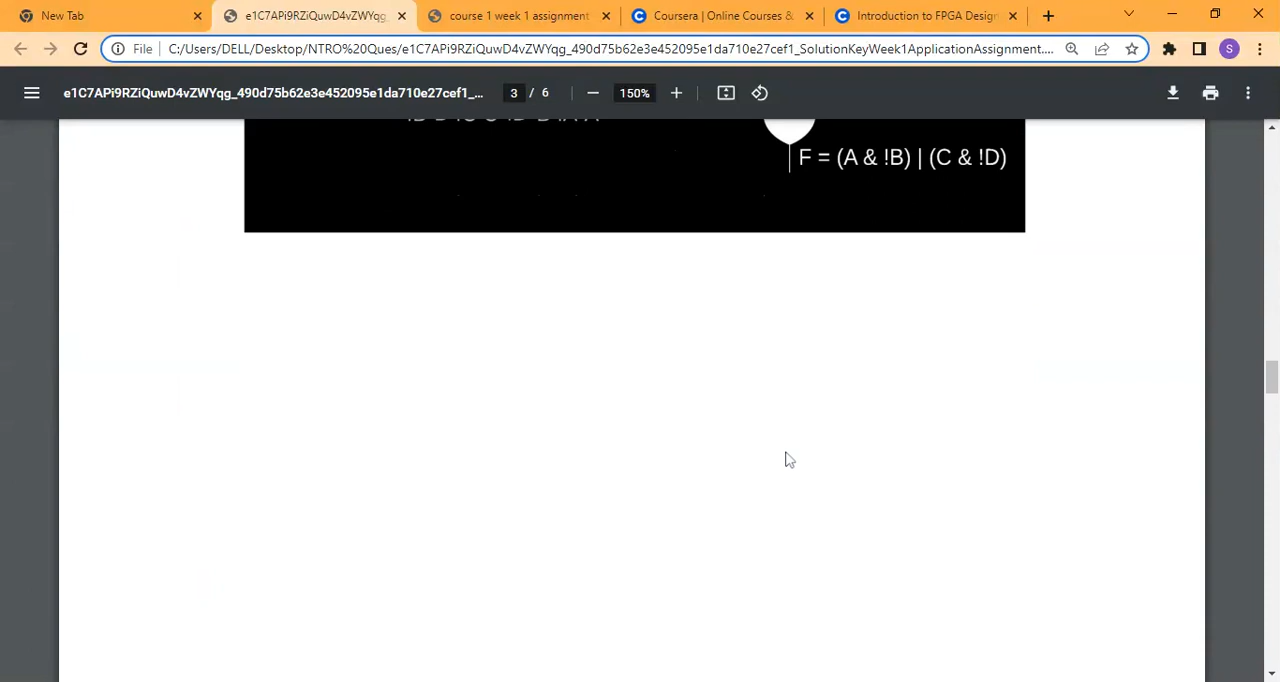 New Tab
e1C7APi9RZiQuwD4vZWYqg_
course 1 week 1 assignment
Coursera | Online Courses &
Introduction to FPGA Design
File
C:/Users/DELL/Desktop/NTRO%20Ques/e1C7APi9RZiQuwD4vZWYqg_490d75b62e3e452095e1da710e27cef1_SolutionKeyWeek1ApplicationAssignment....
S
e1C7APi9RZiQuwD4vZWYqg_490d75b62e3e452095e1da710e27cef1_...
3 / 6
150%
F = (A & !B) | (C & !D)